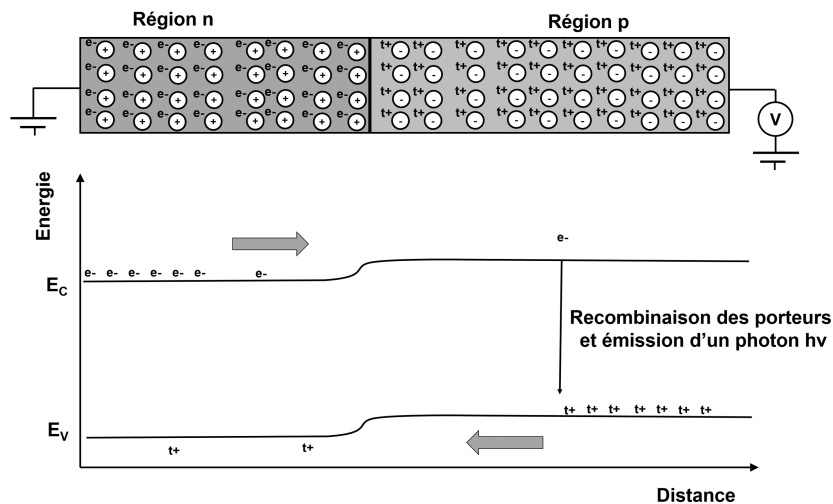 Région n Région p
e- + e- + e- + e- + e- + e- + e- + e- + t+ - t+ - t+ - t+ - t+ - t+ - t+ - t+ - t+ - t+ -
e- + e- + e- + e- + e- + e- + e- + e- + t+ - t+ - t+ - t+ - t+ - t+ - t+ - t+ - t+ - t+ -
e- + e- + e- + e- + e- + e- + e- + e- + t+ - t+ - t+ - t+ - t+ - t+ - t+ - t+ - t+ - t+ -
e- + e- + e- + e- + e- + e- + e- + e- + t+ - t+ - t+ - t+ - t+ - t+ - t+ - t+ - t+ - t+ -
V
Energie
e-
e- e- e- e- e- e- e-
E_C
Recombinaison des porteurs
et émission d'un photon hν
t+ t+ t+ t+ t+ t+ t+
E_V
t+ t+
Distance